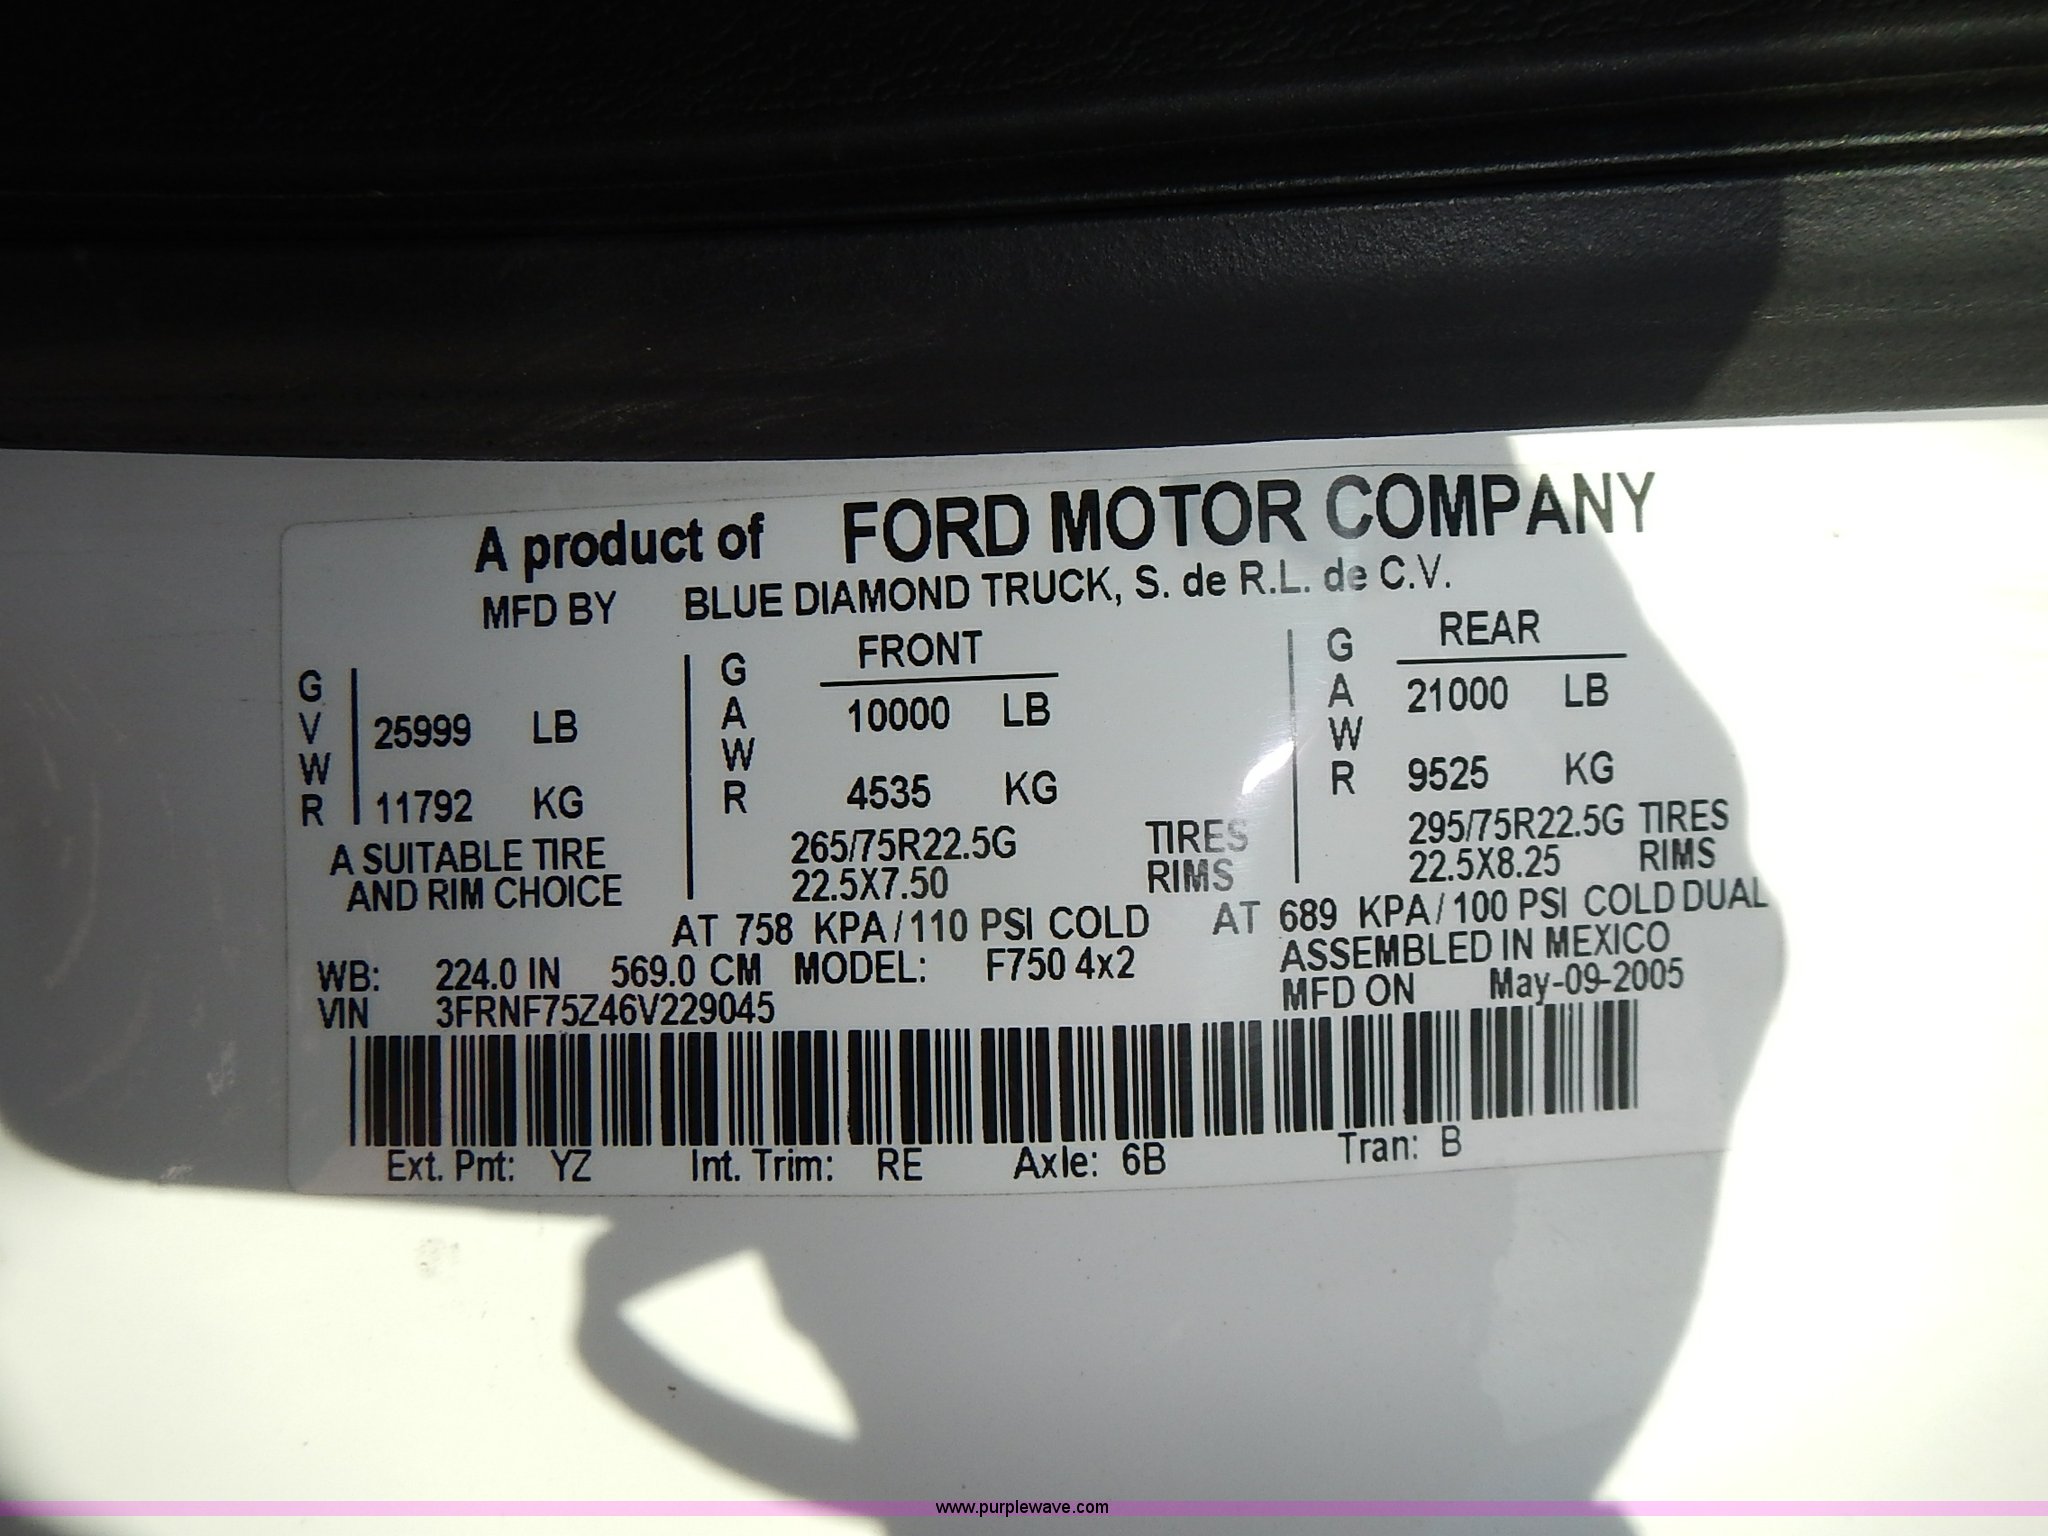 A product of FORD MOTOR COMPANY
MFD BY BLUE DIAMOND TRUCK, S. de R.L. de C.V.
GVWR 25999 LB
11792 KG
A SUITABLE TIRE
AND RIM CHOICE
GAWR FRONT
10000 LB
4535 KG
265/75R22.5G TIRES
22.5X7.50 RIMS
AT 758 KPA/110 PSI COLD
GAWR REAR
21000 LB
9525 KG
295/75R22.5G TIRES
22.5X8.25 RIMS
AT 689 KPA/100 PSI COLD DUAL
WB: 224.0 IN 569.0 CM MODEL: F750 4x2
ASSEMBLED IN MEXICO
VIN 3FRNF75Z46V229045
MFD ON May-09-2005
Ext. Pnt: YZ Int. Trim: RE Axle: 6B Tran: B
www.purplewave.com